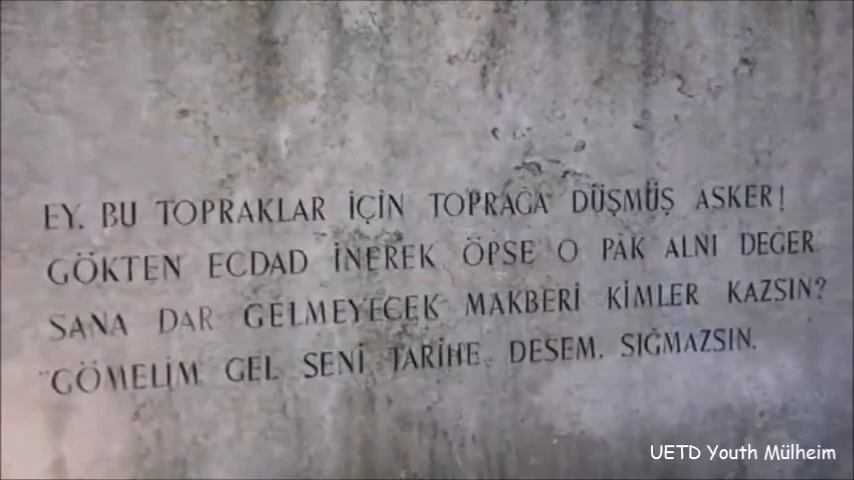 EY. BU TOPRAKLAR İÇİN TOPRAĞA DÜŞMÜŞ ASKER!
GÖKTEN ECDAD İNEREK ÖPSE O PAK ALNI DEĞER
SANA DAR GELMEYECEK MAKBERİ KİMLER KAZSIN?
"GÖMELİM GEL SENİ TARİHE. DESEM. SIĞMAZSIN.
UETD Youth Mülheim